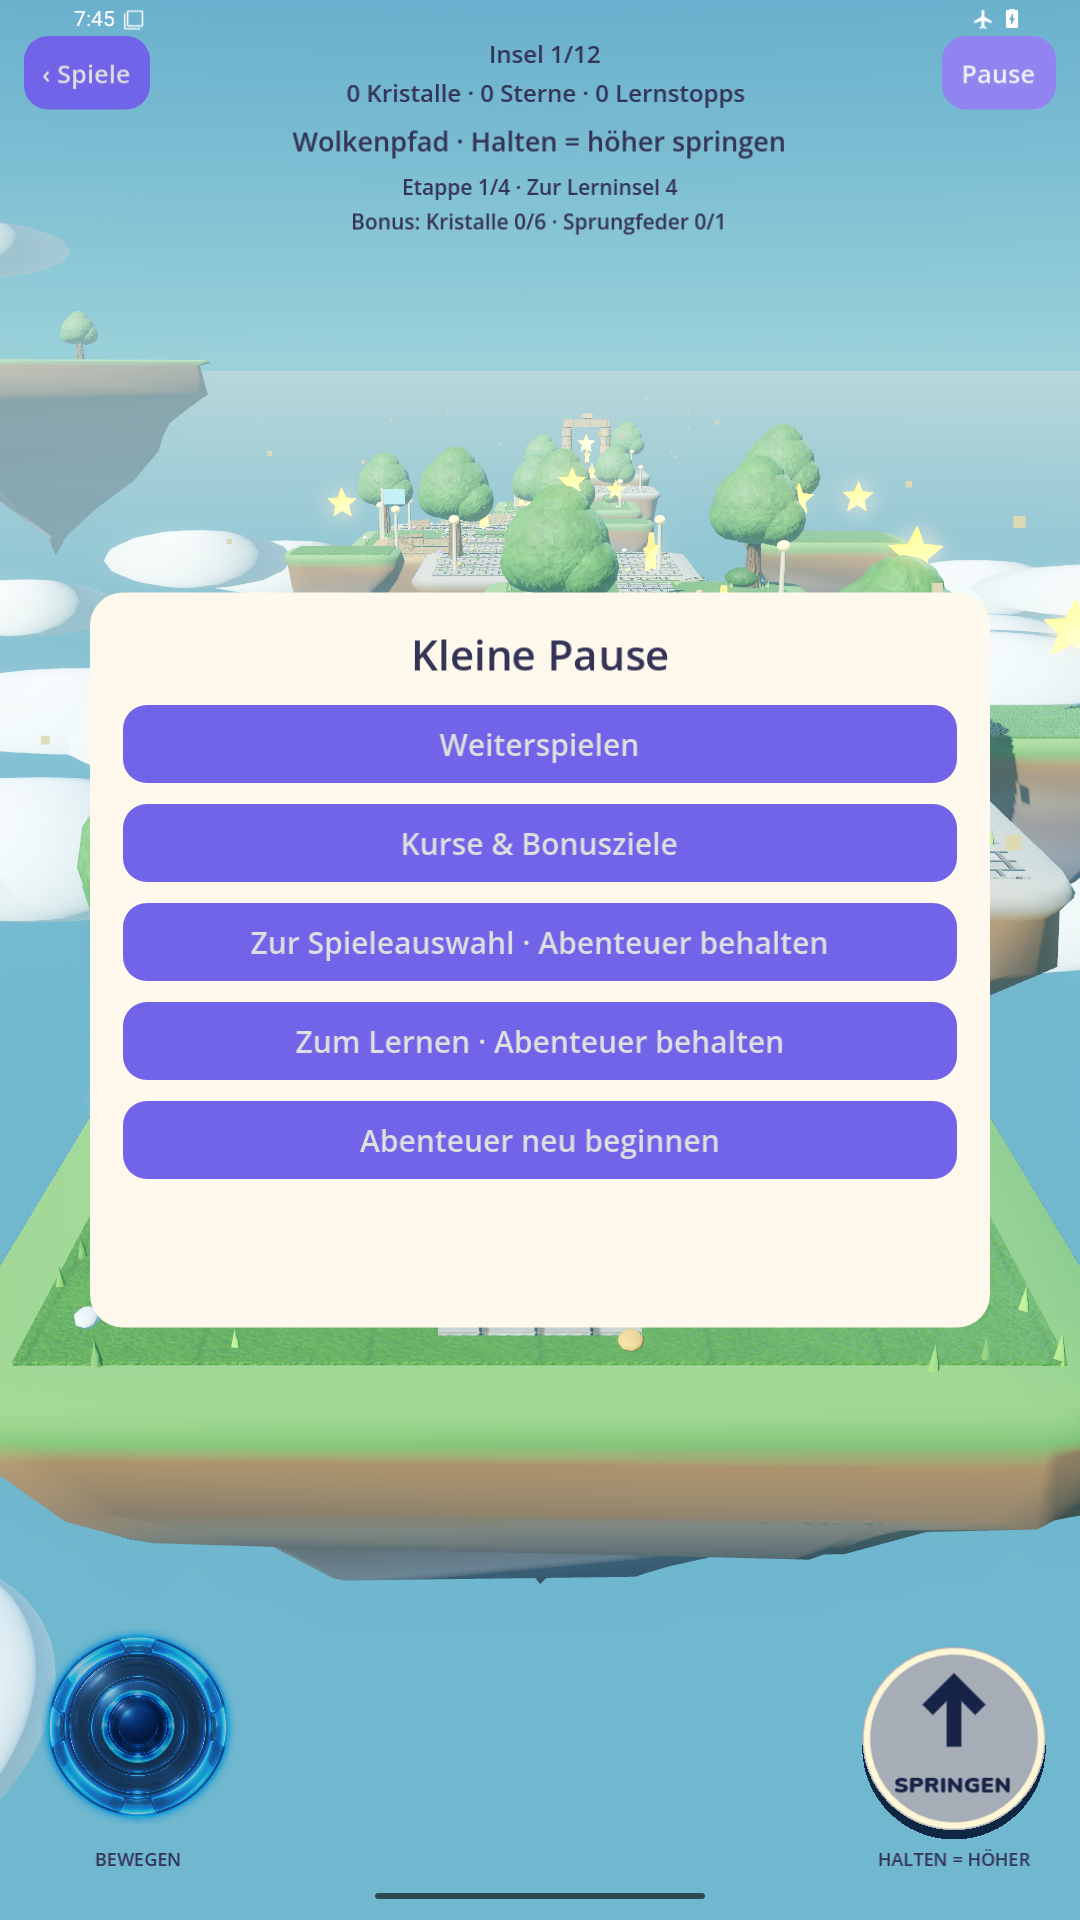 7:45
‹ Spiele
Insel 1/12
Pause
0 Kristalle · 0 Sterne · 0 Lernstopps
Wolkenpfad · Halten = höher springen
Etappe 1/4 · Zur Lerninsel 4
Bonus: Kristalle 0/6 · Sprungfeder 0/1
Kleine Pause
Weiterspielen
Kurse & Bonusziele
Zur Spieleauswahl · Abenteuer behalten
Zum Lernen · Abenteuer behalten
Abenteuer neu beginnen
SPRINGEN
BEWEGEN
HALTEN = HÖHER